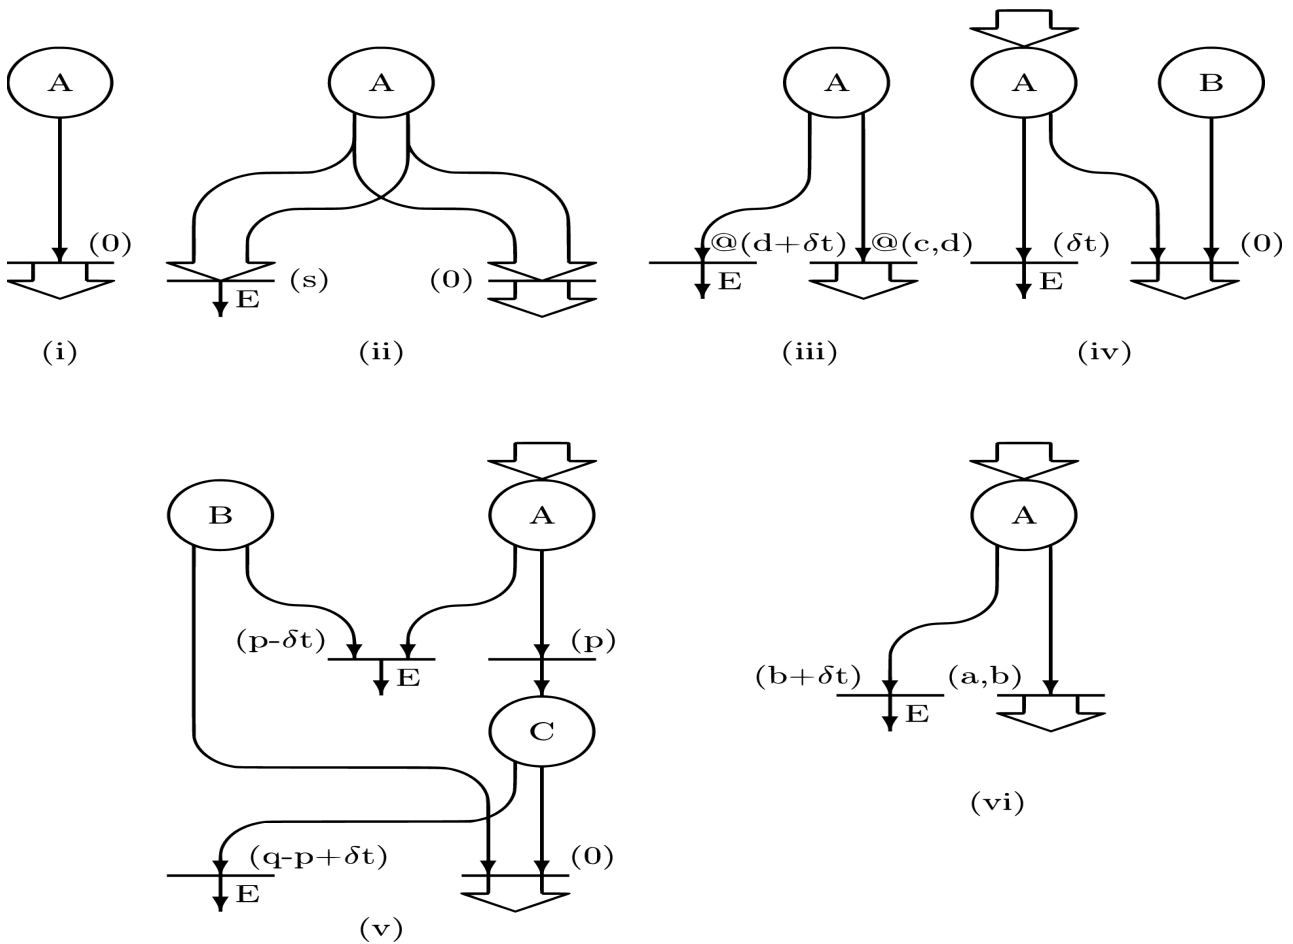 A A A A B
(0) @(d+δt) @(c,d) (δt) (0)
(s) (0)
E E
E
(i) (ii) (iii) (iv)
B A A
(p-δt) (p)
E (b+δt) (a,b)
E
C
(vi)
(q-p+δt) (0)
E
(v)